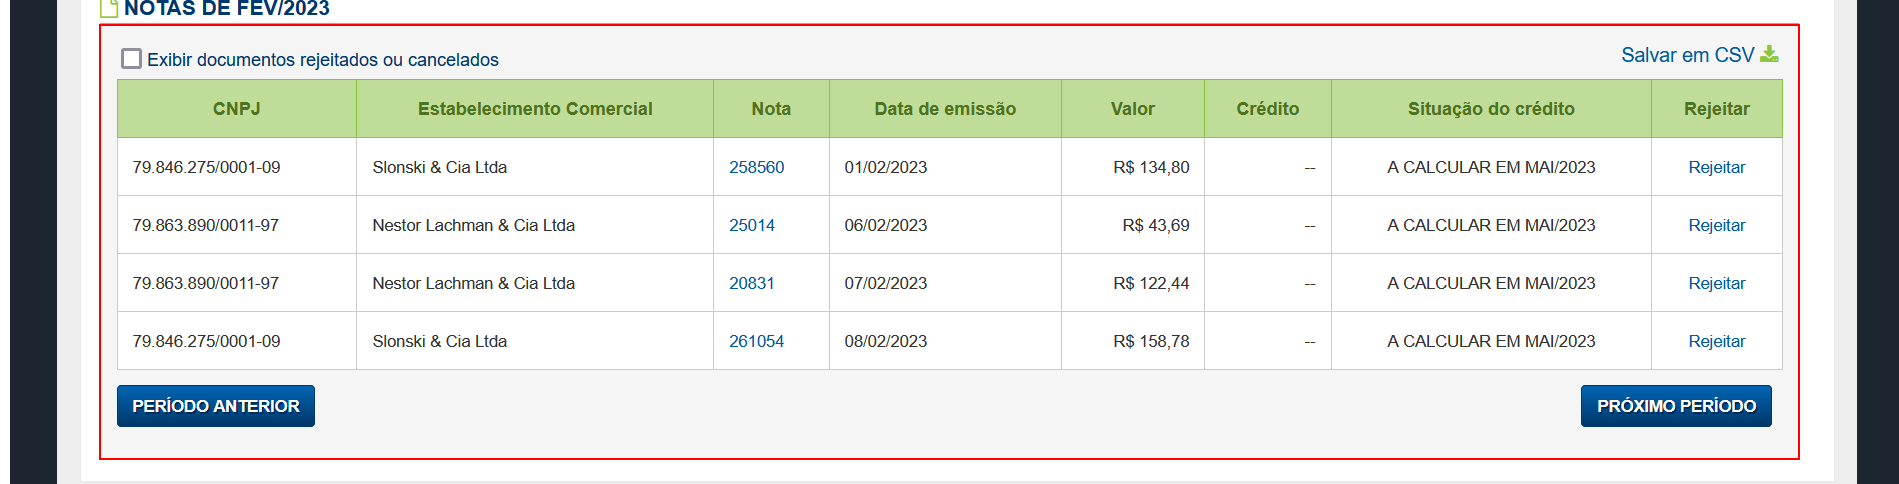 NOTAS DE FEV/2023
Exibir documentos rejeitados ou cancelados
Salvar em CSV
CNPJ Estabelecimento Comercial Nota Data de emissão Valor Crédito Situação do crédito Rejeitar
79.846.275/0001-09 Slonski & Cia Ltda 258560 01/02/2023 R$ 134,80 -- A CALCULAR EM MAI/2023 Rejeitar
79.863.890/0011-97 Nestor Lachman & Cia Ltda 25014 06/02/2023 R$ 43,69 -- A CALCULAR EM MAI/2023 Rejeitar
79.863.890/0011-97 Nestor Lachman & Cia Ltda 20831 07/02/2023 R$ 122,44 -- A CALCULAR EM MAI/2023 Rejeitar
79.846.275/0001-09 Slonski & Cia Ltda 261054 08/02/2023 R$ 158,78 -- A CALCULAR EM MAI/2023 Rejeitar
PERÍODO ANTERIOR PRÓXIMO PERÍODO